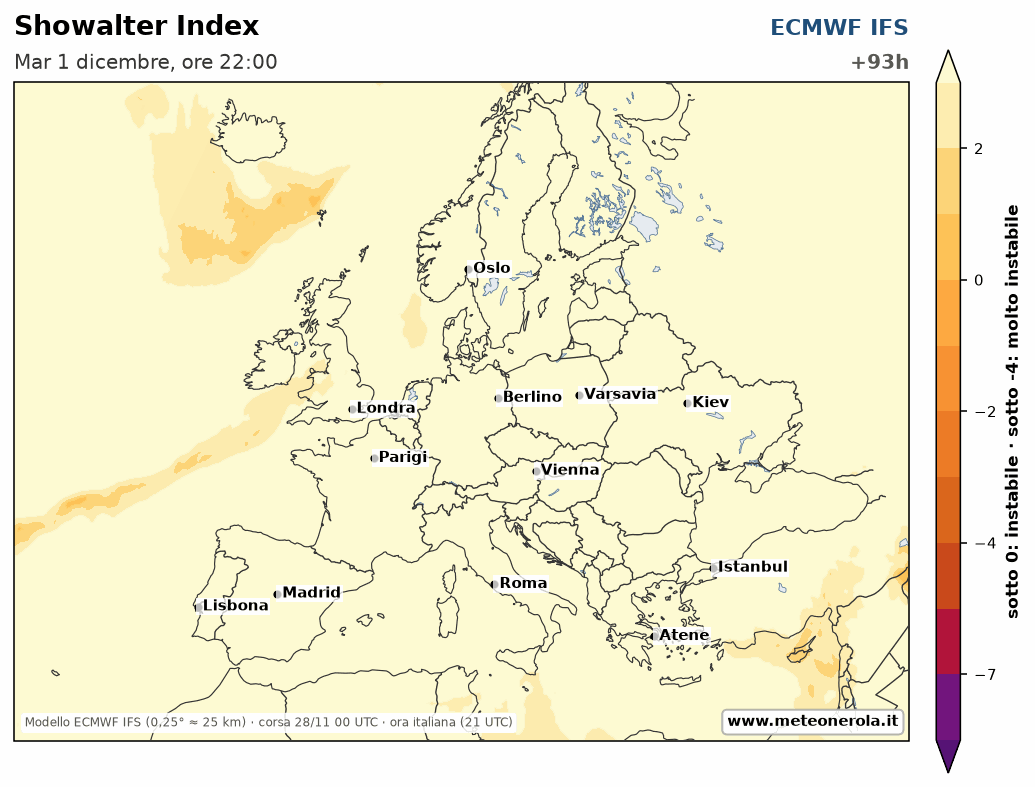 Showalter Index
ECMWF IFS
Mar 1 dicembre, ore 22:00
+93h
Oslo
Londra
Berlino
Varsavia
Kiev
Parigi
Vienna
Istanbul
Roma
Madrid
Lisbona
Atene
Modello ECMWF IFS (0,25° ≈ 25 km) · corsa 28/11 00 UTC · ora italiana (21 UTC)
www.meteonerola.it
2
0
−2
−4
−7
sotto 0: instabile · sotto -4: molto instabile